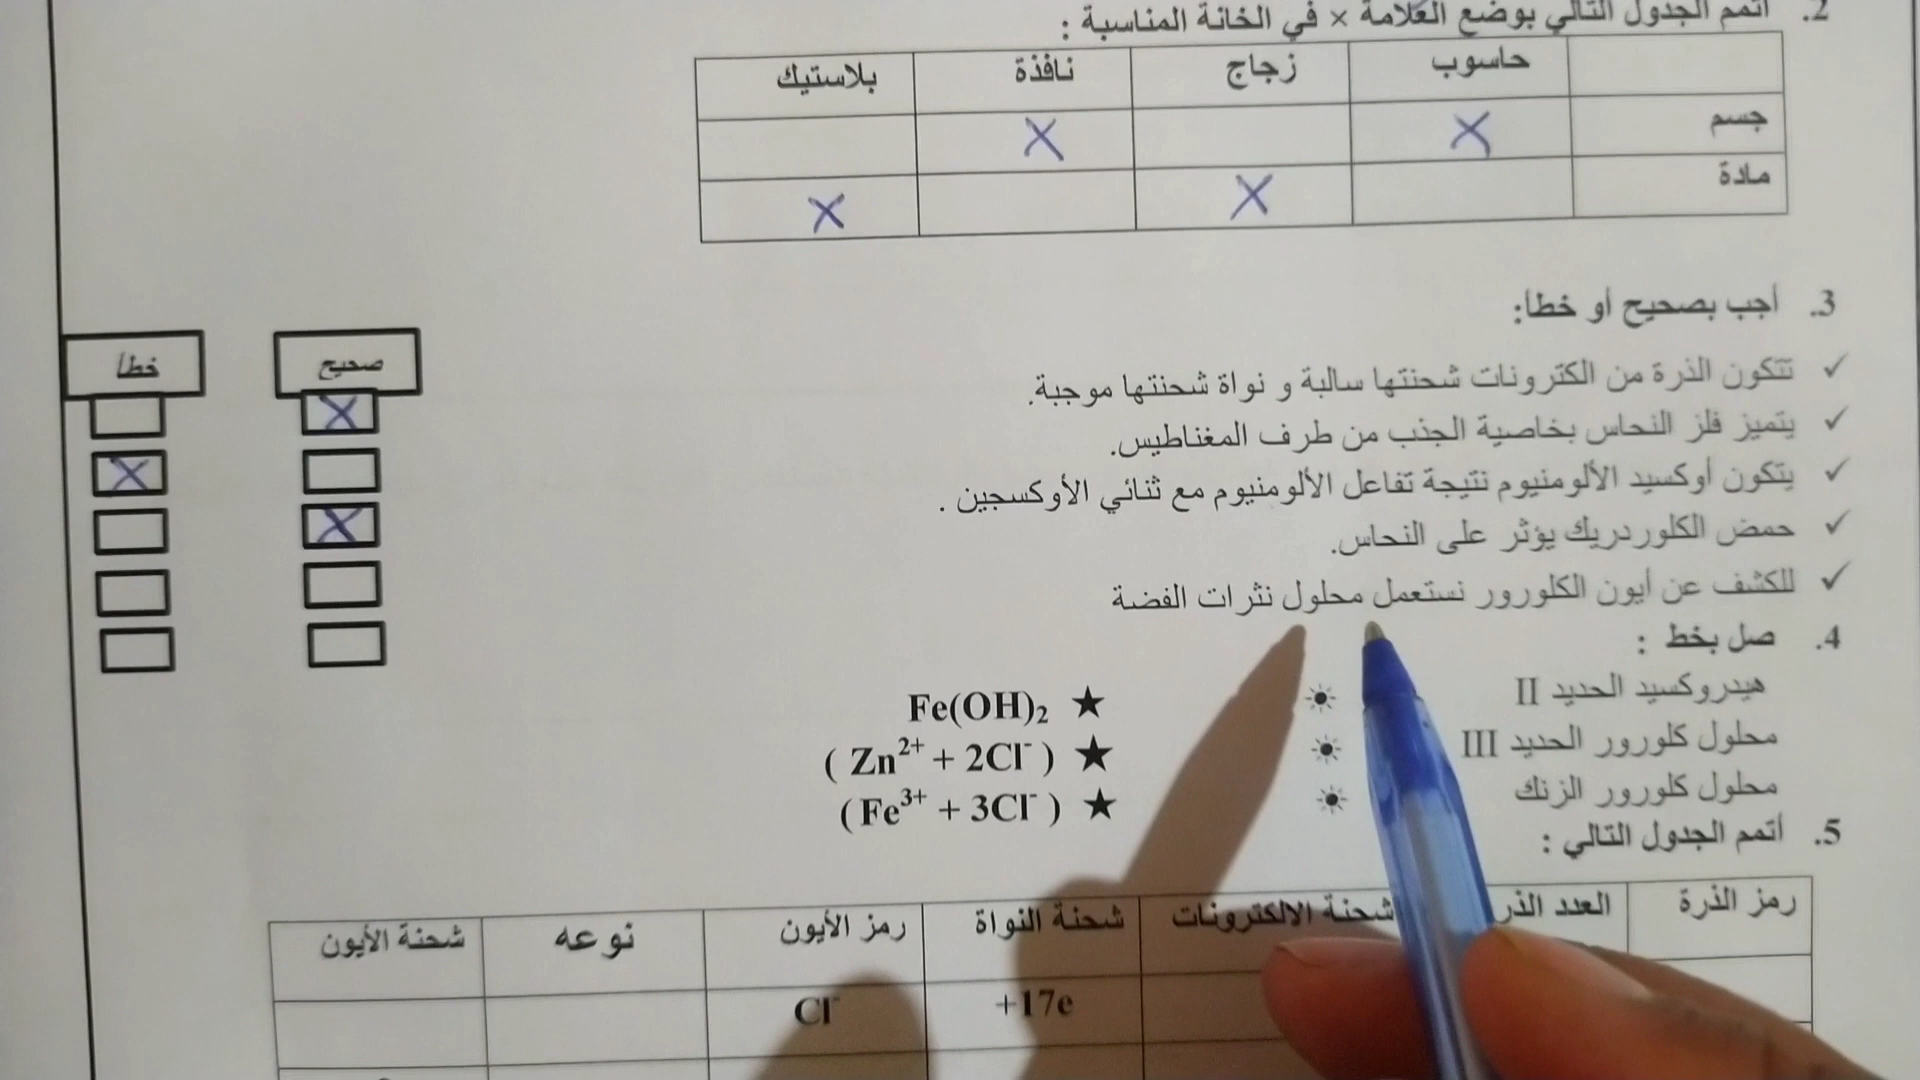 2. أتمم الجدول التالي بوضع العلامة × في الخانة المناسبة :
حاسوب زجاج نافذة بلاستيك
جسم X X
مادة X X
3. أجب بصحيح أو خطأ:
صحيح خطأ
✓ تتكون الذرة من الكترونات شحنتها سالبة و نواة شحنتها موجبة. X
✓ يتميز فلز النحاس بخاصية الجذب من طرف المغناطيس. X
✓ يتكون أوكسيد الألومنيوم نتيجة تفاعل الألومنيوم مع ثنائي الأوكسجين . X
✓ حمض الكلوردريك يؤثر على النحاس.
✓ للكشف عن أيون الكلورور نستعمل محلول نثرات الفضة
4. صل بخط :
هيدروكسيد الحديد II ★ Fe(OH)₂
محلول كلورور الحديد III ★ ( Zn²⁺ + 2Cl⁻ )
محلول كلورور الزنك ★ (Fe³⁺ + 3Cl⁻ )
5. أتمم الجدول التالي :
رمز الذرة العدد شحنة الالكترونات شحنة النواة رمز الأيون نوعه شحنة الأيون
+17e Cl⁻